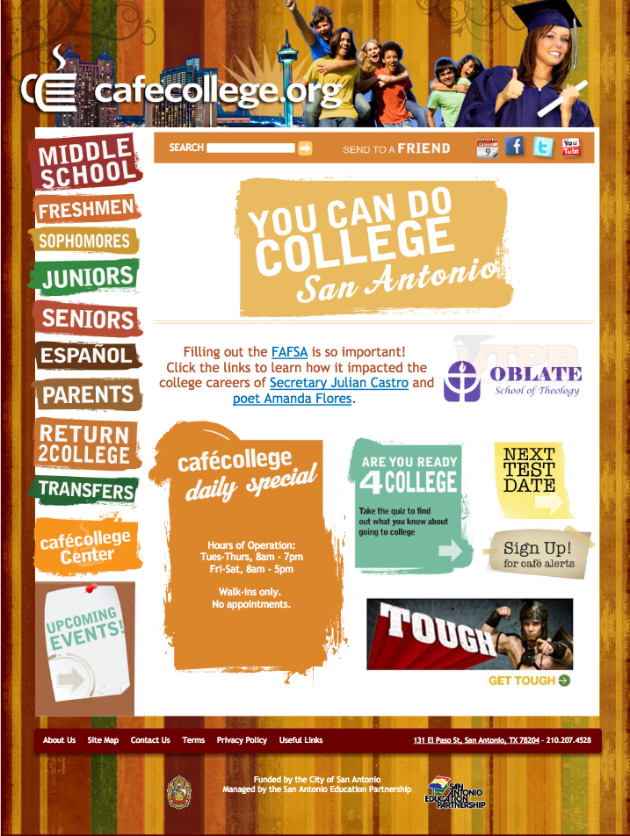 cafecollege.org
SEARCH
SEND TO A FRIEND
CALENDAR
9
You
Tube
MIDDLE
SCHOOL
FRESHMEN
SOPHOMORES
JUNIORS
SENIORS
ESPAÑOL
PARENTS
RETURN
2COLLEGE
TRANSFERS
cafécollege
Center
UPCOMING
EVENTS!
YOU CAN DO
COLLEGE
San Antonio
Filling out the FAFSA is so important!
Click the links to learn how it impacted the
college careers of Secretary Julian Castro and
poet Amanda Flores.
UTPB
OBLATE
School of Theology
cafécollege
daily special
Hours of Operation:
Tues-Thurs, 8am - 7pm
Fri-Sat, 8am - 5pm
Walk-ins only.
No appointments.
ARE YOU READY
4COLLEGE
Take the quiz to find
out what you know about
going to college
NEXT
TEST
DATE
Sign Up!
for café alerts
TOUGH
GET TOUGH
About Us Site Map Contact Us Terms Privacy Policy Useful Links
131 El Paso St, San Antonio, TX 78204 - 210.207.4528
Funded by the City of San Antonio
Managed by the San Antonio Education Partnership
SAN
ANTONIO
EDUCATION
PARTNERSHIP